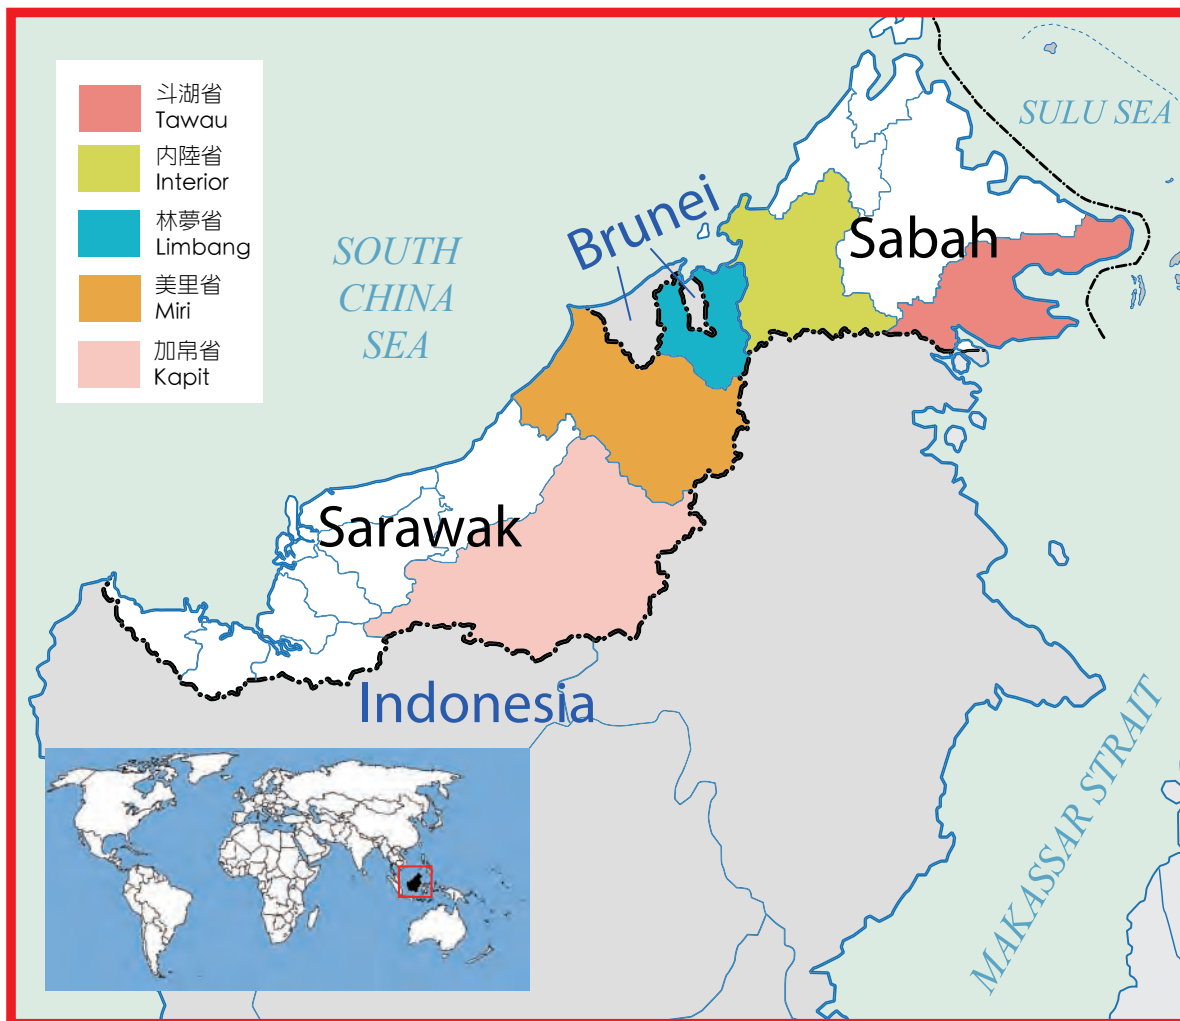 斗湖省
Tawau
内陸省
Interior
林夢省
Limbang
美里省
Miri
加帛省
Kapit
SULU SEA
Brunei
Sabah
SOUTH
CHINA
SEA
Sarawak
Indonesia
MAKASSAR STRAIT